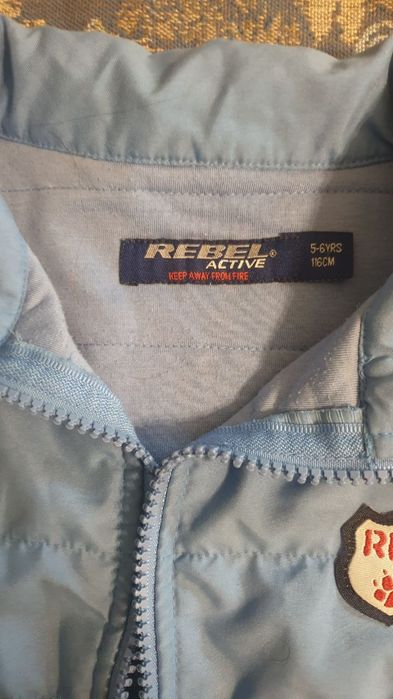 REBEL®
ACTIVE
KEEP AWAY FROM FIRE
5-6YRS
116CM